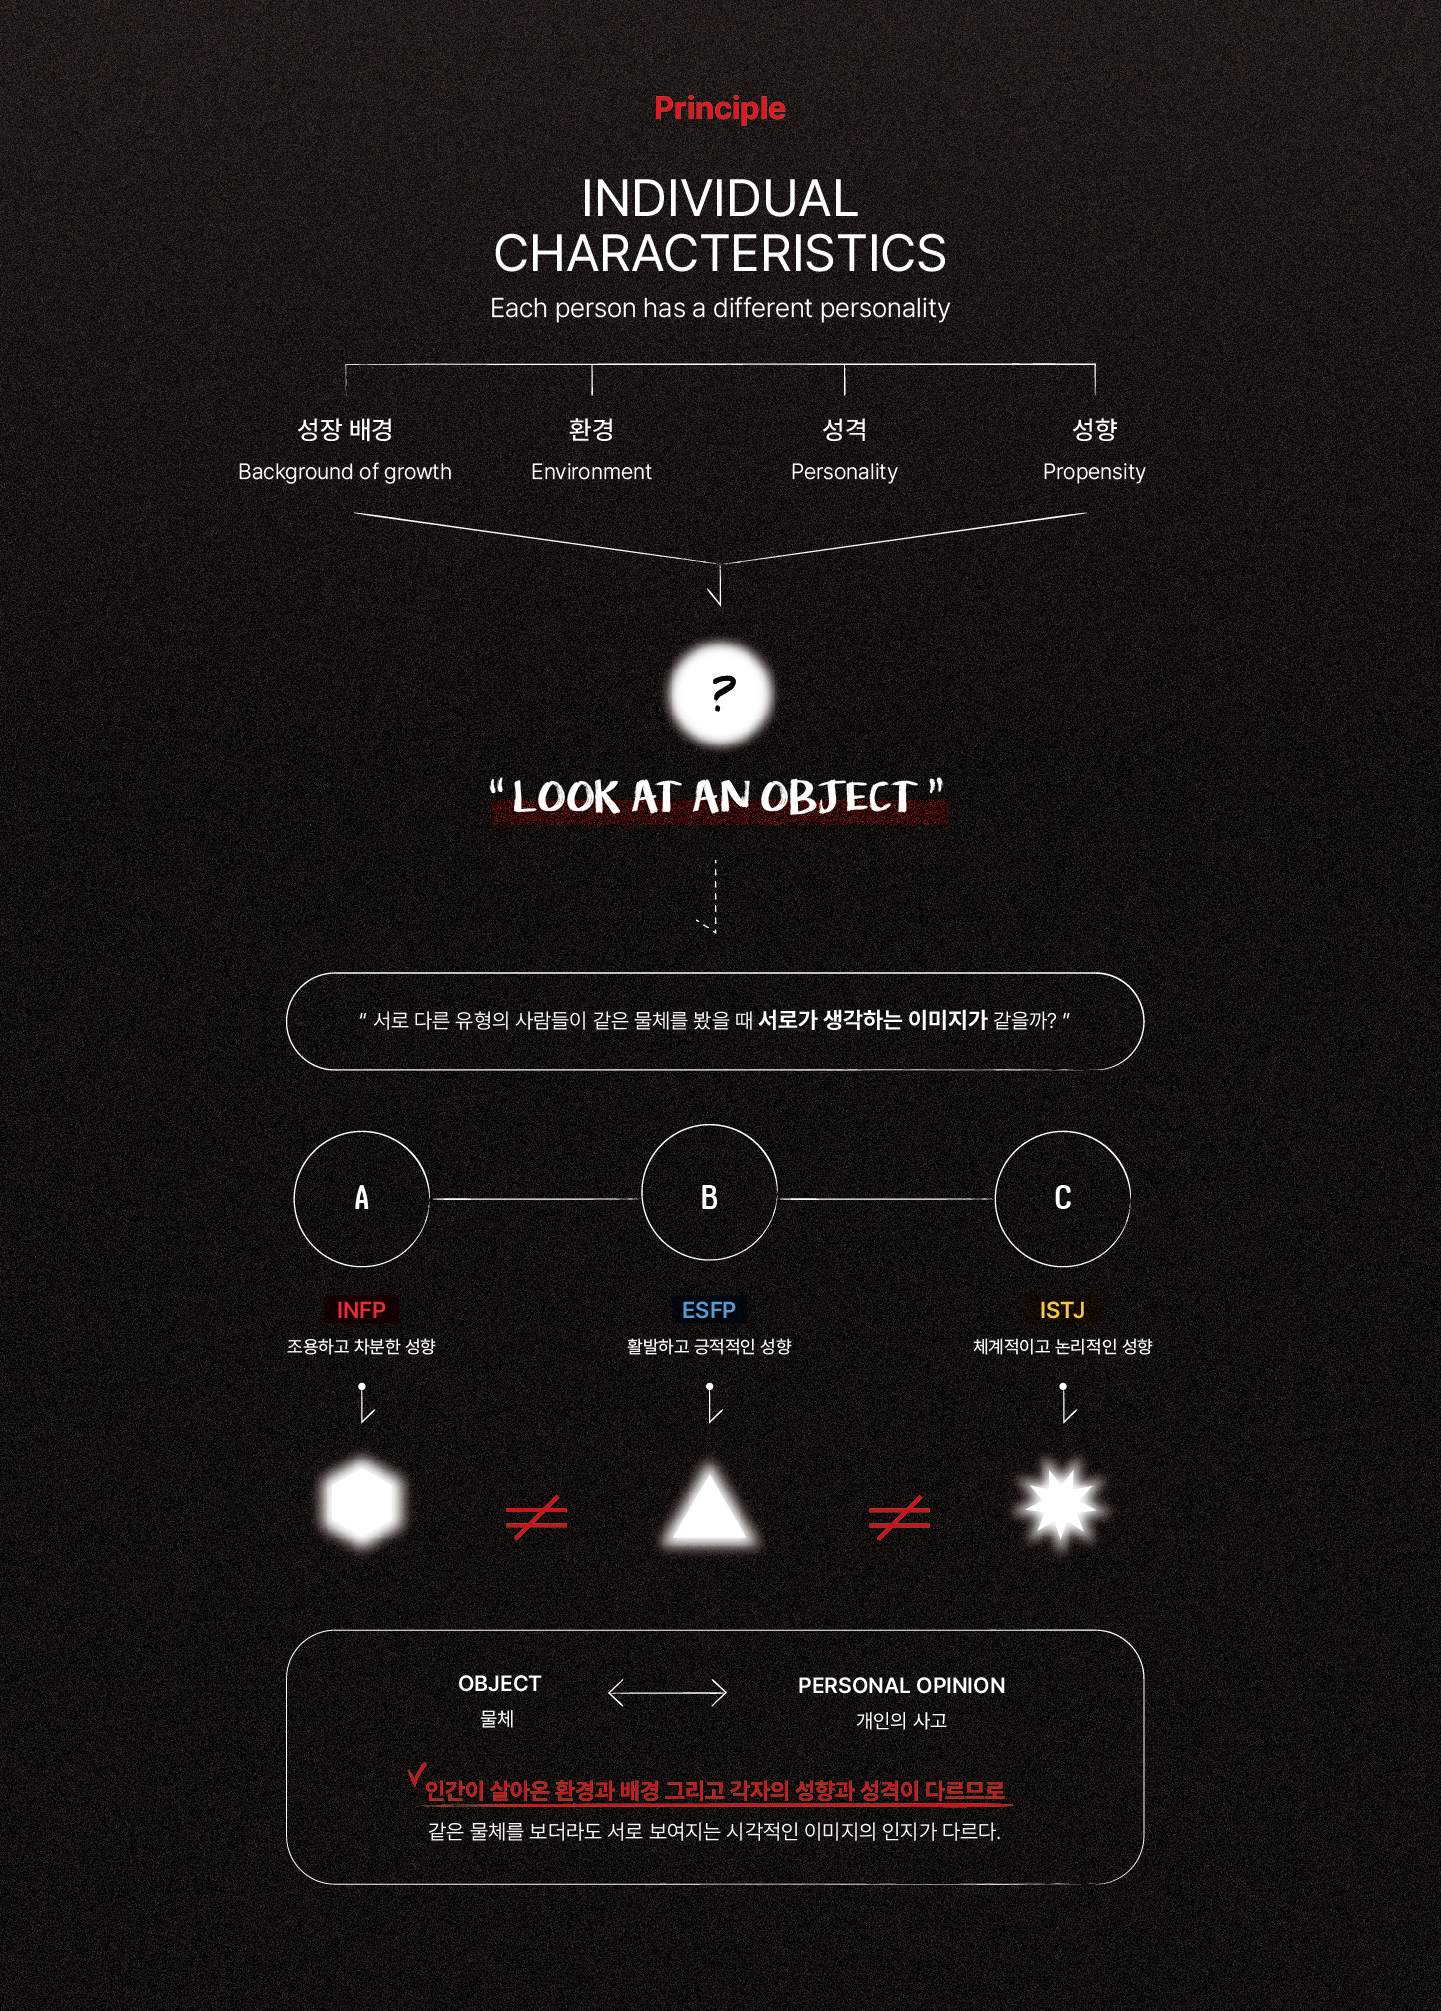 Principle
INDIVIDUAL
CHARACTERISTICS
Each person has a different personality
성장 배경
환경
성격
성향
Background of growth
Environment
Personality
Propensity
?
“ LOOK AT AN OBJECT ”
“ 서로 다른 유형의 사람들이 같은 물체를 봤을 때 서로가 생각하는 이미지가 같을까? ”
A
B
C
INFP
ESFP
ISTJ
조용하고 차분한 성향
활발하고 긍적적인 성향
체계적이고 논리적인 성향
OBJECT
PERSONAL OPINION
물체
개인의 사고
인간이 살아온 환경과 배경 그리고 각자의 성향과 성격이 다르므로
같은 물체를 보더라도 서로 보여지는 시각적인 이미지의 인지가 다르다.